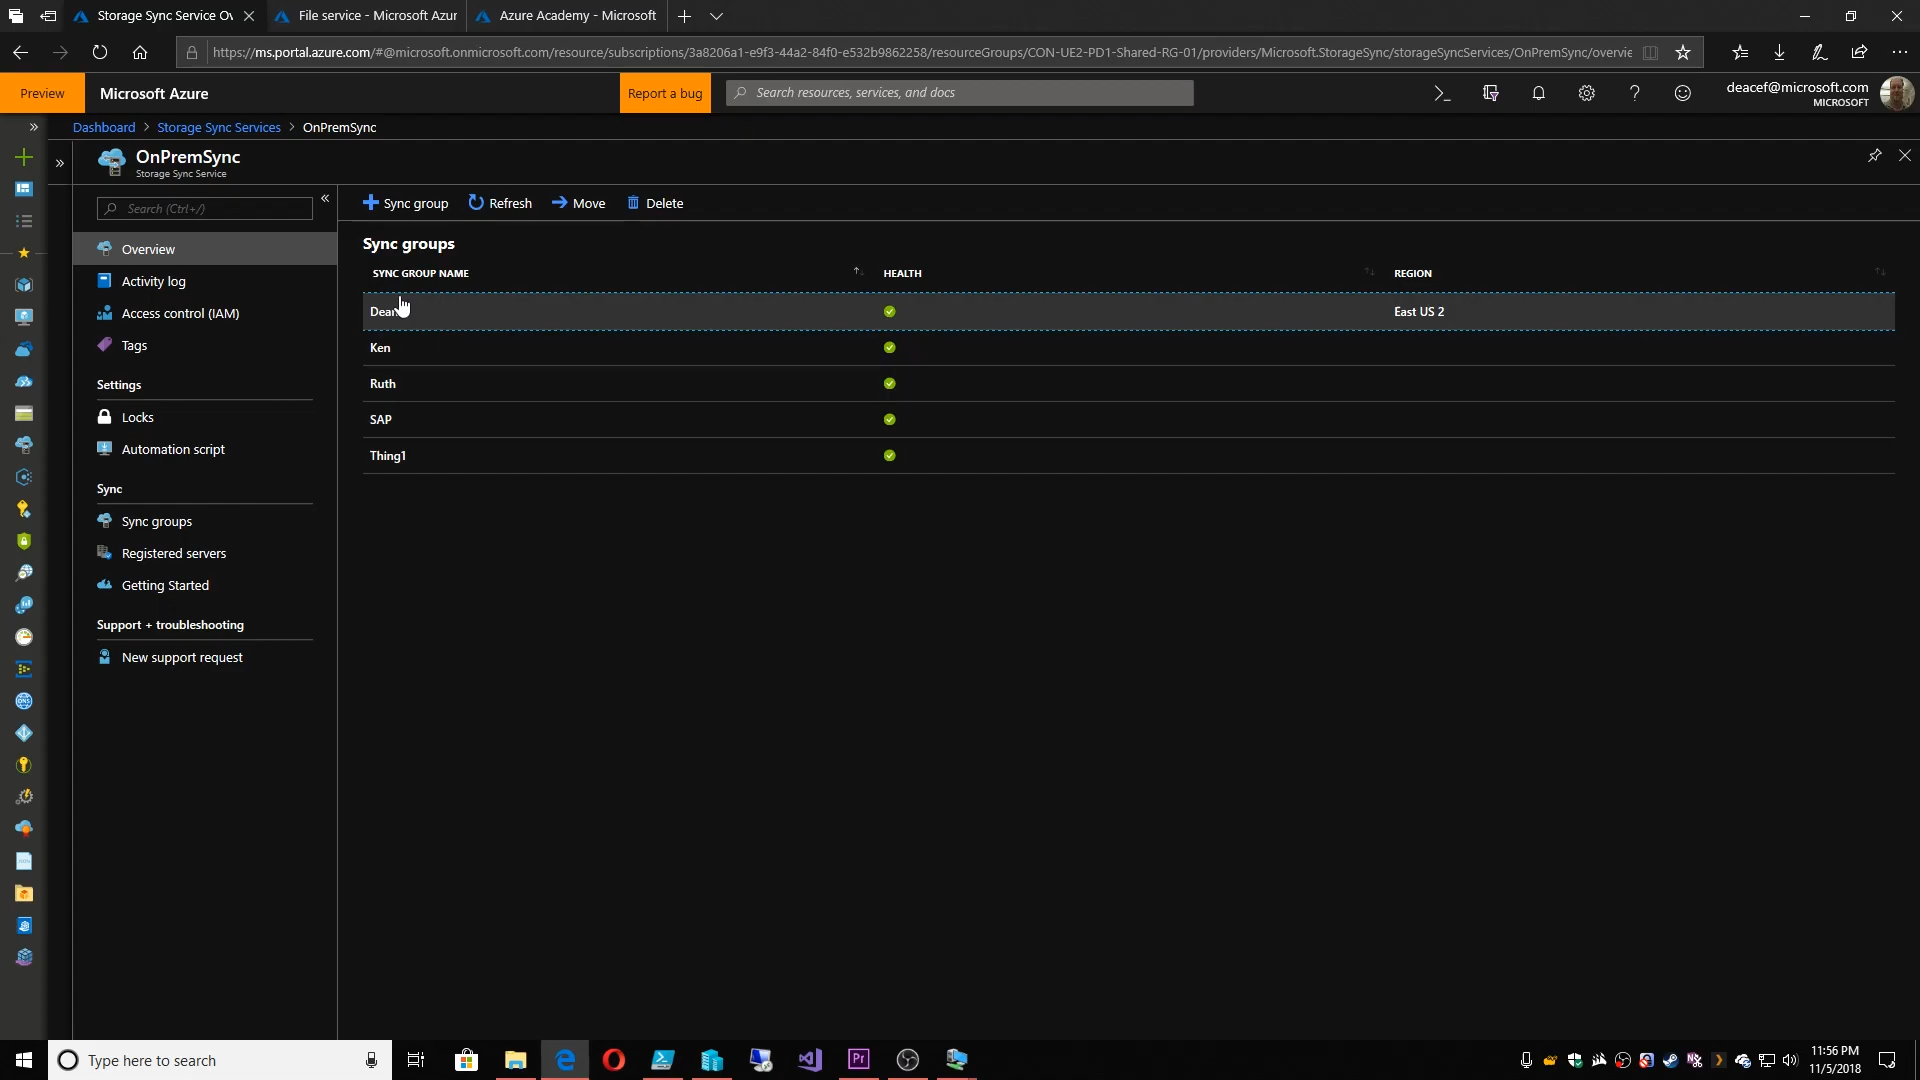 Storage Sync Service Ov
File service - Microsoft Azur
Azure Academy - Microsoft
https://ms.portal.azure.com/#@microsoft.onmicrosoft.com/resource/subscriptions/3a8206a1-e9f3-44a2-84f0-e532b9862258/resourceGroups/CON-UE2-PD1-Shared-RG-01/providers/Microsoft.StorageSync/storageSyncServices/OnPremSync/overvie
Preview
Microsoft Azure
Report a bug
Search resources, services, and docs
deacef@microsoft.com
MICROSOFT
Dashboard > Storage Sync Services > OnPremSync
OnPremSync
Storage Sync Service
Search (Ctrl+/)
Overview
Activity log
Access control (IAM)
Tags
Settings
Locks
Automation script
Sync
Sync groups
Registered servers
Getting Started
Support + troubleshooting
New support request
Sync group
Refresh
Move
Delete
Sync groups
SYNC GROUP NAME HEALTH REGION
East US 2
Ken
Ruth
SAP
Thing1
Type here to search
11:56 PM
11/5/2018